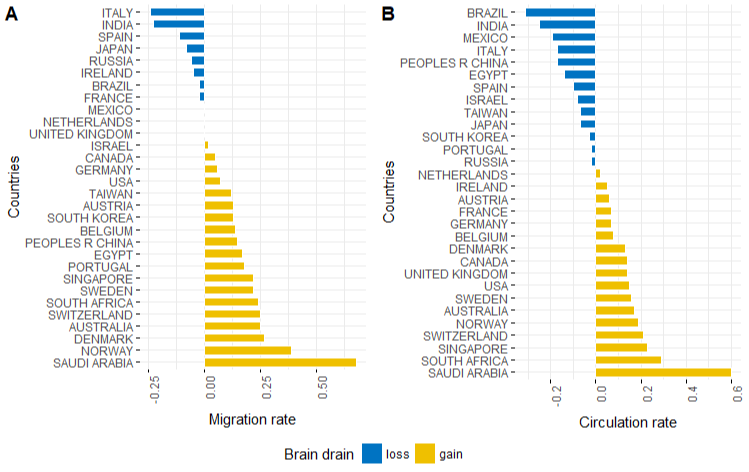 A
ITALY
INDIA
SPAIN
JAPAN
RUSSIA
IRELAND
BRAZIL
FRANCE
MEXICO
NETHERLANDS
UNITED KINGDOM
ISRAEL
CANADA
GERMANY
USA
TAIWAN
AUSTRIA
SOUTH KOREA
BELGIUM
PEOPLES R CHINA
EGYPT
PORTUGAL
SINGAPORE
SWEDEN
SOUTH AFRICA
SWITZERLAND
AUSTRALIA
DENMARK
NORWAY
SAUDI ARABIA
Countries
-0.25
0.00
0.25
0.50
Migration rate
B
BRAZIL
INDIA
MEXICO
ITALY
PEOPLES R CHINA
EGYPT
SPAIN
ISRAEL
TAIWAN
JAPAN
SOUTH KOREA
PORTUGAL
RUSSIA
NETHERLANDS
IRELAND
AUSTRIA
FRANCE
GERMANY
BELGIUM
DENMARK
CANADA
UNITED KINGDOM
USA
SWEDEN
AUSTRALIA
NORWAY
SWITZERLAND
SINGAPORE
SOUTH AFRICA
SAUDI ARABIA
Countries
-0.2
0.0
0.2
0.4
0.6
Circulation rate
Brain drain loss gain